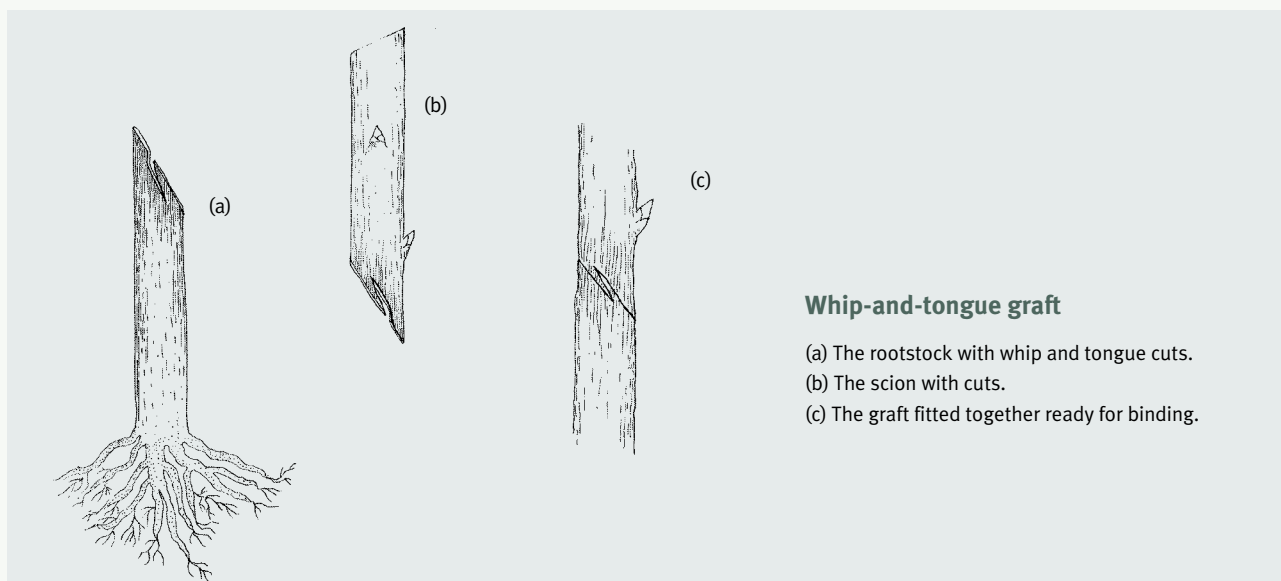 (b)
(a)
(c)
Whip-and-tongue graft
(a) The rootstock with whip and tongue cuts.
(b) The scion with cuts.
(c) The graft fitted together ready for binding.